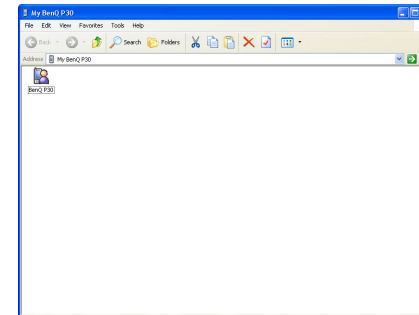 My BenQ P30
File Edit View Favorites Tools Help
Back Search Folders
Address My BenQ P30
BenQ P30